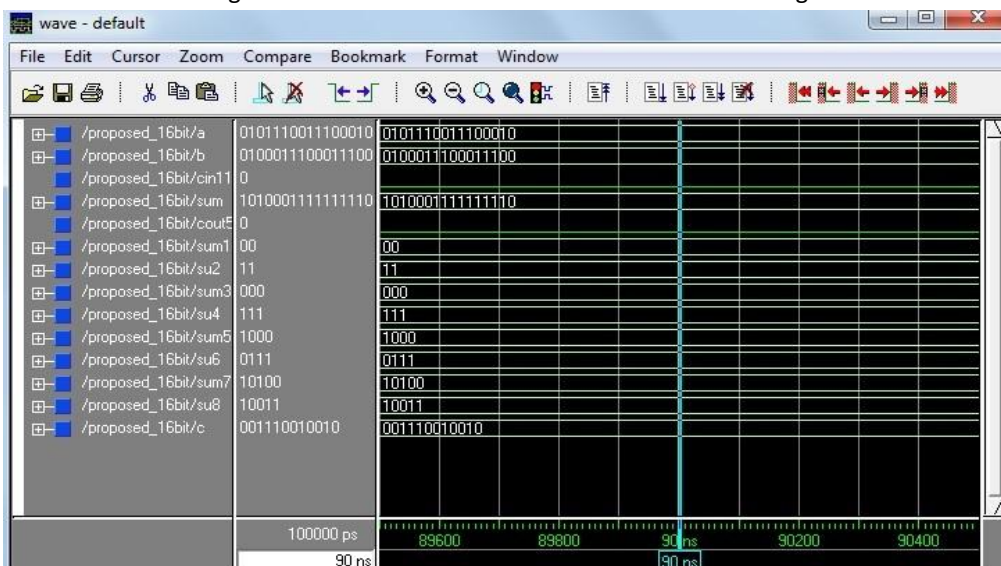 wave - default
File Edit Cursor Zoom Compare Bookmark Format Window
/proposed_16bit/a 0101110011100010 0101110011100010
/proposed_16bit/b 0100011100011100 0100011100011100
/proposed_16bit/cin11 0
/proposed_16bit/sum 1010001111111110 1010001111111110
/proposed_16bit/cout5 0
/proposed_16bit/sum1 00 00
/proposed_16bit/su2 11 11
/proposed_16bit/sum3 000 000
/proposed_16bit/su4 111 111
/proposed_16bit/sum5 1000 1000
/proposed_16bit/su6 0111 0111
/proposed_16bit/sum7 10100 10100
/proposed_16bit/su8 10011 10011
/proposed_16bit/c 001110010010 001110010010
100000 ps 89600 89800 90 ns 90200 90400
90 ns 90 ns